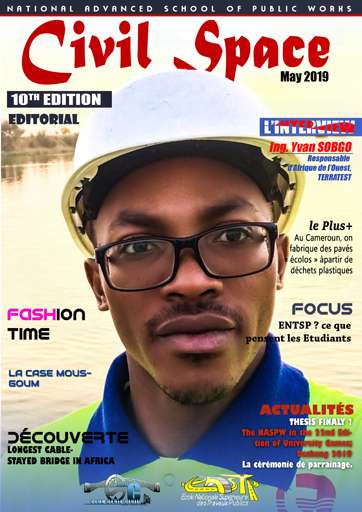 NATIONAL ADVANCED SCHOOL OF PUBLIC WORKS
Civil Space
May 2019
10TH EDITION
EDITORIAL
L'INTERVIEW
Ing. Yvan SOBGO
Responsable
d'Afrique de l'Ouest,
TERRATEST
le Plus+
Au Cameroun, on
fabrique des pavés
écolos » àpartir de
déchets plastiques
FASHION
TIME
FOCUS
ENTSP ? ce que
pensent les Etudiants
LA CASE MOUS-
GOUM
ACTUALITÉS
THESIS FINALY !
The NASPW in the 22nd Edi-
tion of University Games;
La cérémonie de parrainage.
DÉCOUVERTE
LONGEST CABLE-
STAYED BRIDGE IN AFRICA
Ecole Nationale Supérieure
des Travaux Publics